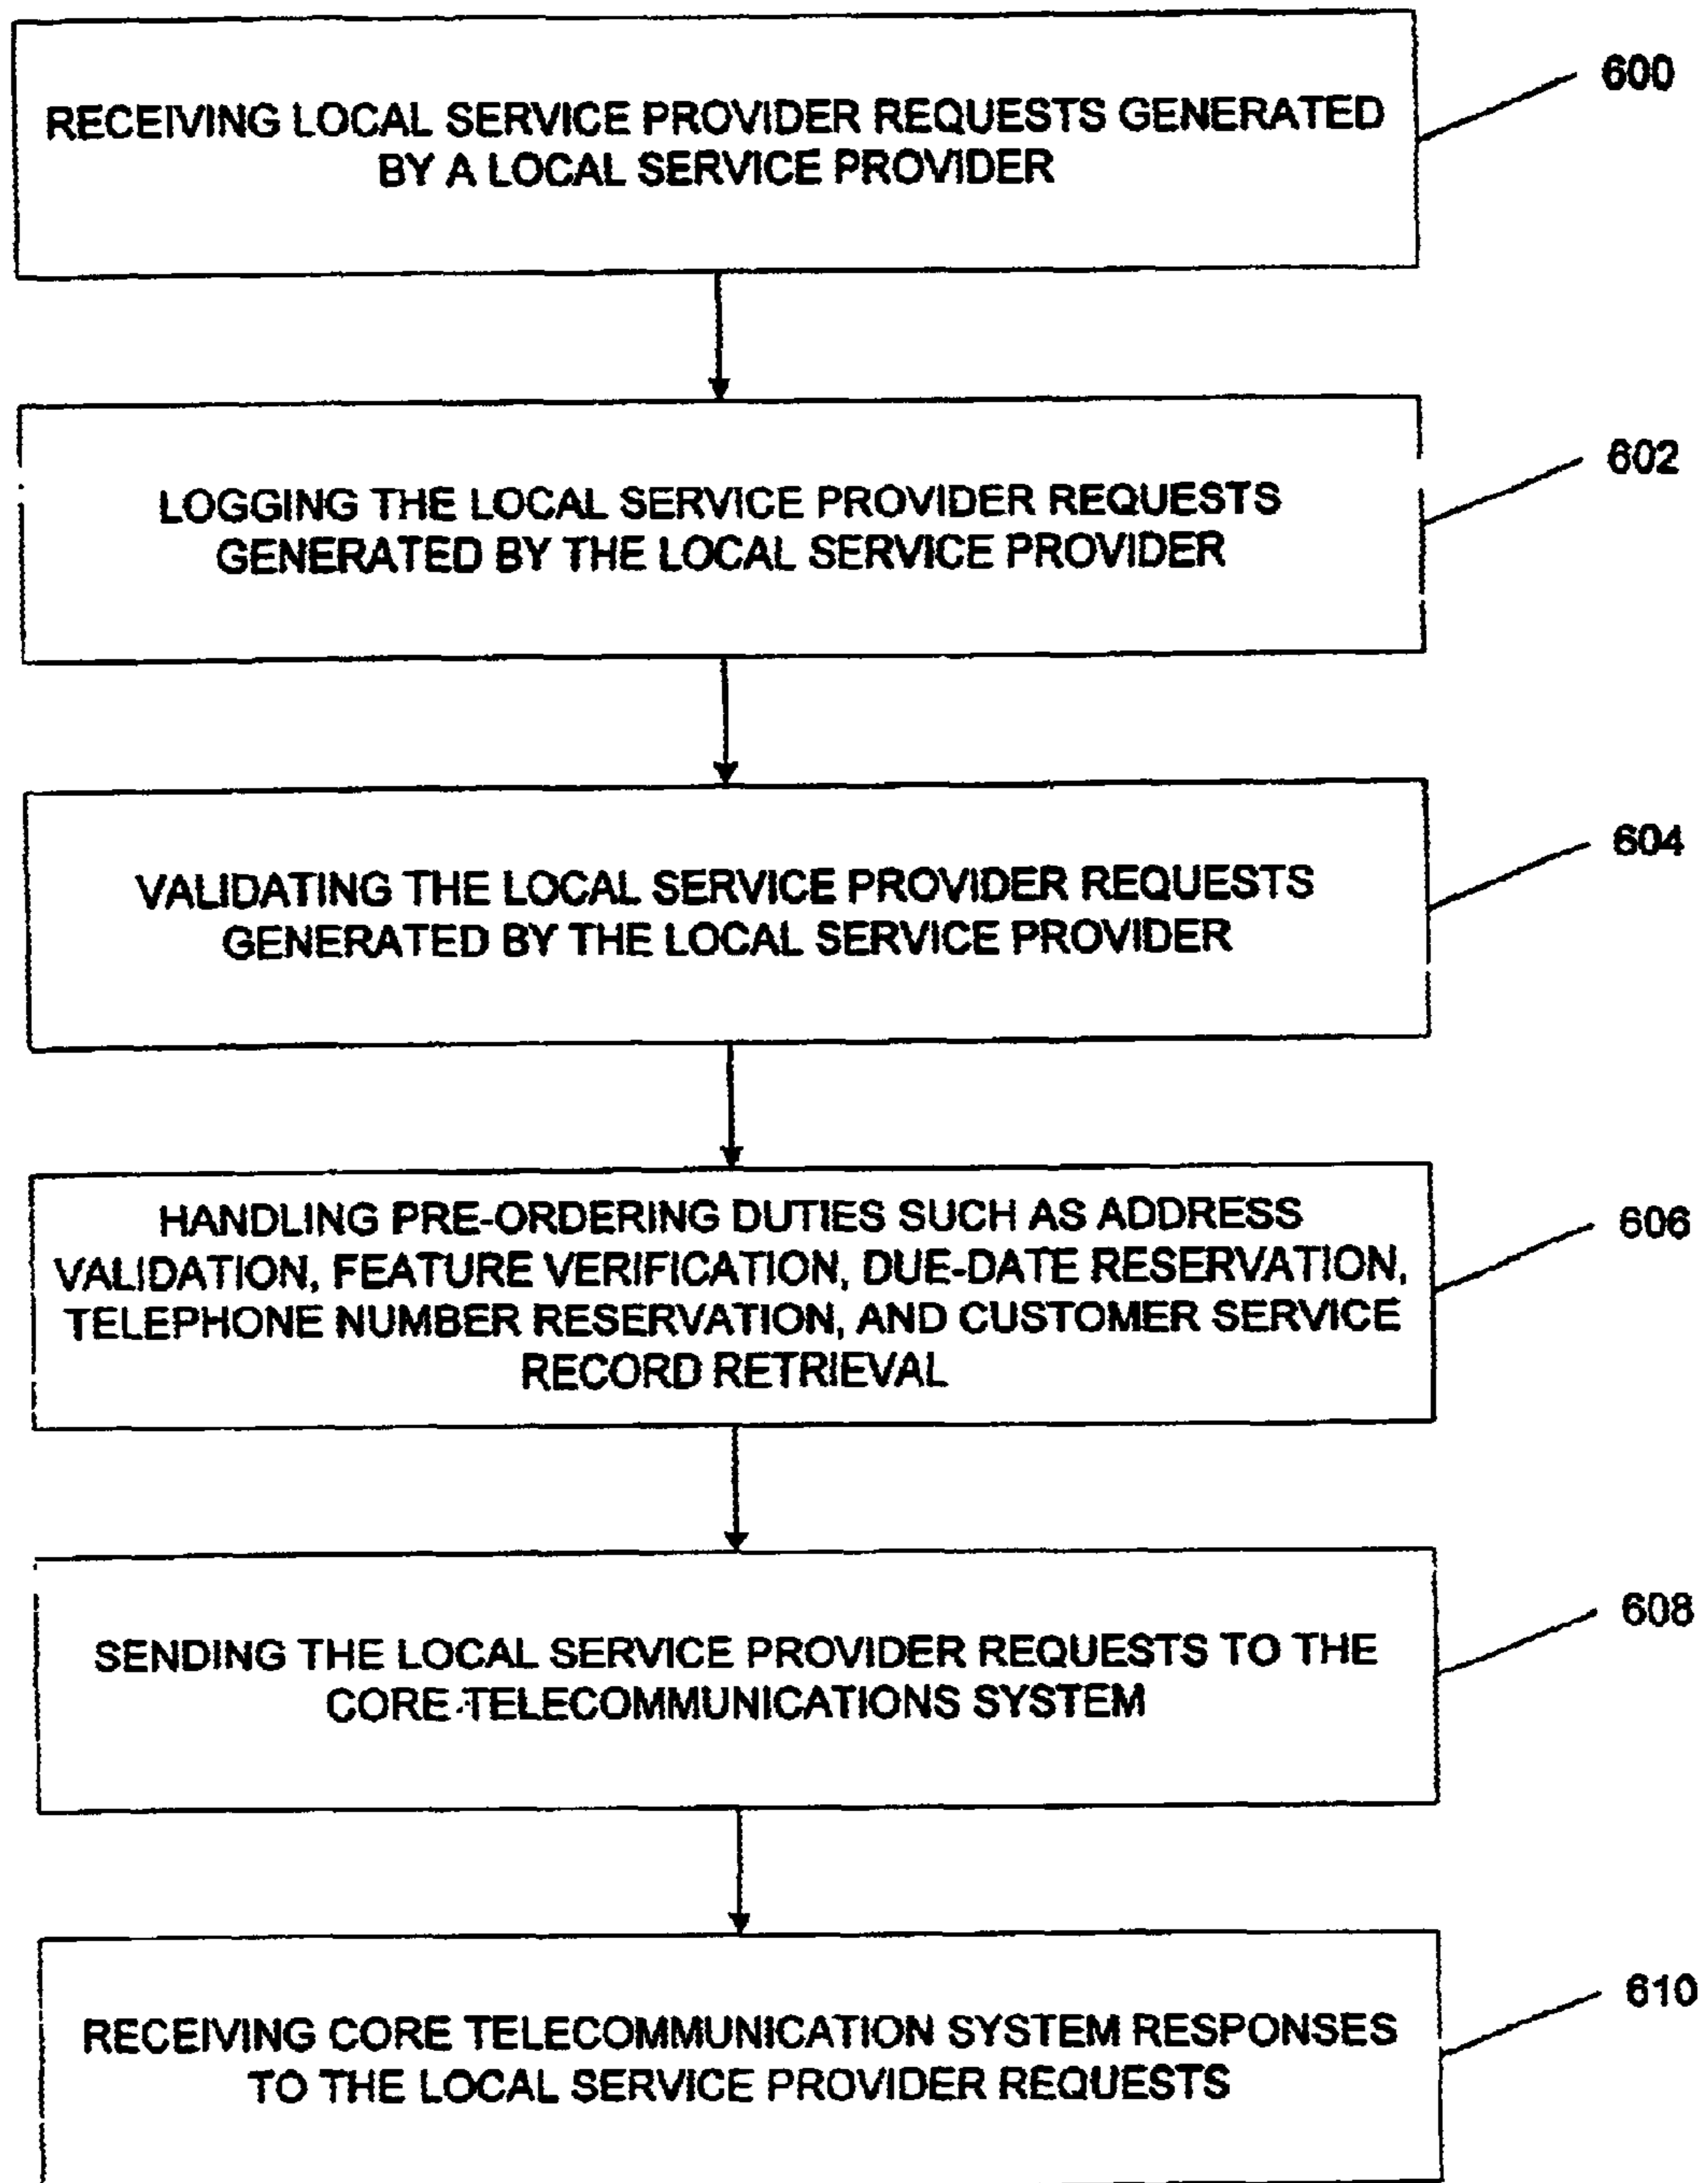 RECEIVING LOCAL SERVICE PROVIDER REQUESTS GENERATED
BY A LOCAL SERVICE PROVIDER
600
LOGGING THE LOCAL SERVICE PROVIDER REQUESTS
GENERATED BY THE LOCAL SERVICE PROVIDER
602
VALIDATING THE LOCAL SERVICE PROVIDER REQUESTS
GENERATED BY THE LOCAL SERVICE PROVIDER
604
HANDLING PRE-ORDERING DUTIES SUCH AS ADDRESS
VALIDATION, FEATURE VERIFICATION, DUE-DATE RESERVATION,
TELEPHONE NUMBER RESERVATION, AND CUSTOMER SERVICE
RECORD RETRIEVAL
606
SENDING THE LOCAL SERVICE PROVIDER REQUESTS TO THE
CORE TELECOMMUNICATIONS SYSTEM
608
RECEIVING CORE TELECOMMUNICATION SYSTEM RESPONSES
TO THE LOCAL SERVICE PROVIDER REQUESTS
610